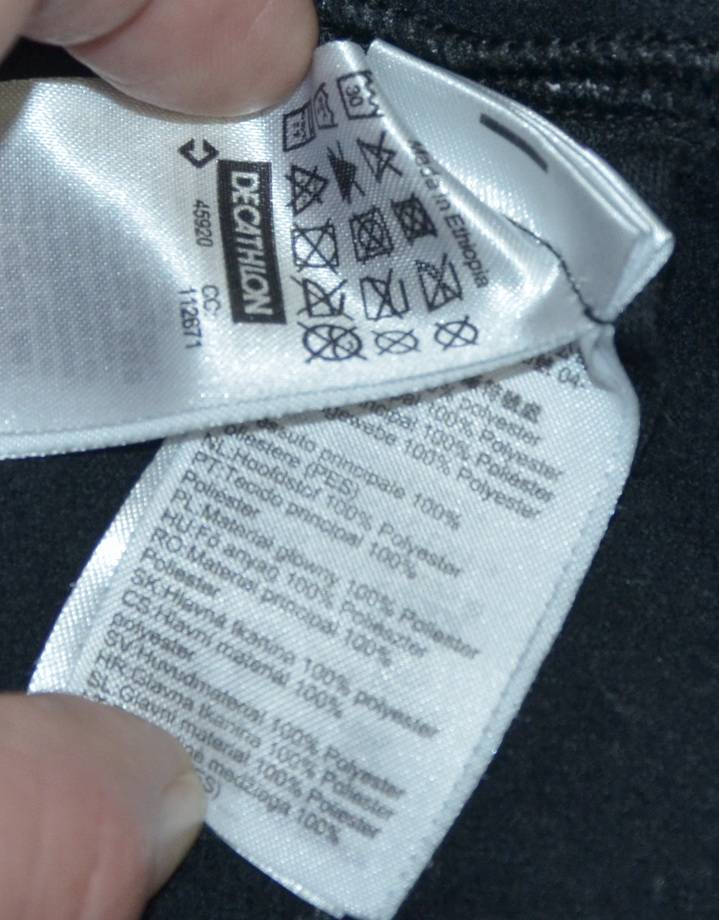 30
Made in Ethiopia
DECATHLON
45920 CC: 112671
04.
polyester
principal 100% Poliéster
100% Polyester
principale 100%
(PES)
NL:Hoofdstof 100% Polyester
PT:Tecido principal 100%
Poliéster
PL:Materiał główny 100% Poliester
HU:Fő anyag 100% Poliészter
RO:Material principal 100%
Poliester
SK:Hlavná tkanina 100% polyester
CS:Hlavní materiál 100%
polyester
SV:Huvudmaterial 100% Polyester
HR:Glavna tkanina 100% Poliester
SL:Glavni material 100% Poliester
medžiaga 100%